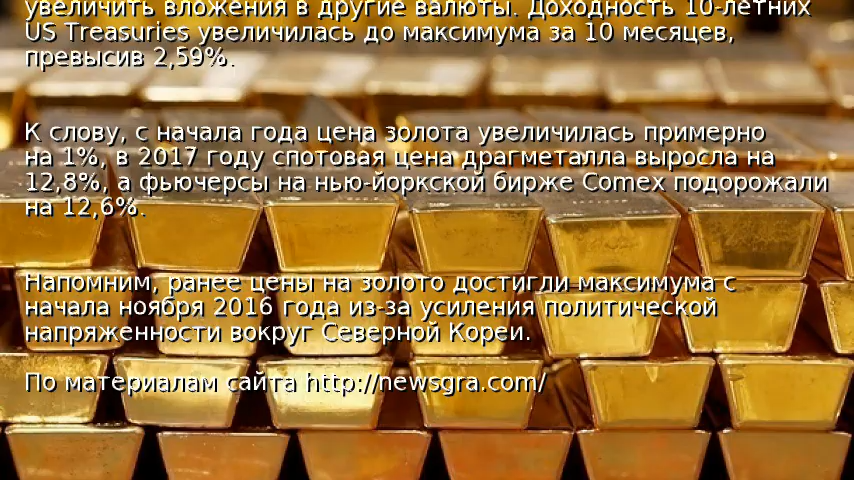 увеличить вложения в другие валюты. Доходность 10-летних
US Treasuries увеличилась до максимума за 10 месяцев,
превысив 2,59%.
К слову, с начала года цена золота увеличилась примерно
на 1%, в 2017 году спотовая цена драгметалла выросла на
12,8%, а фьючерсы на нью-йоркской бирже Comex подорожали
на 12,6%.
Напомним, ранее цены на золото достигли максимума с
начала ноября 2016 года из-за усиления политической
напряженности вокруг Северной Кореи.
По материалам сайта http://newsgra.com/